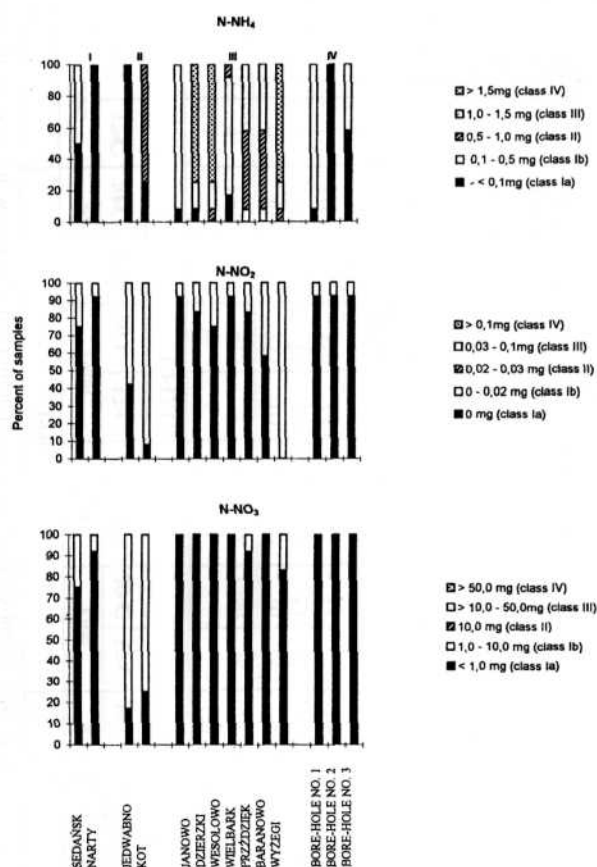 N-NH₄
I II III IV
100
80
60
40
20
0
> 1,5mg (class IV)
1,0 - 1,5 mg (class III)
0,5 - 1,0 mg (class II)
0,1 - 0,5 mg (class Ib)
- < 0,1mg (class Ia)
Percent of samples
N-NO₂
100
90
80
70
60
50
40
30
20
10
0
> 0,1mg (class IV)
0,03 - 0,1mg (class III)
0,02 - 0,03 mg (class II)
0 - 0,02 mg (class Ib)
0 mg (class Ia)
N-NO₃
100
90
80
70
60
50
40
30
20
10
0
> 50,0 mg (class IV)
> 10,0 - 50,0mg (class III)
10,0 mg (class II)
1,0 - 10,0 mg (class Ib)
< 1,0 mg (class Ia)
SEDAŃSK
NARTY
JEDWABNO
KOT
JANOWO
DZIERZKI
WESOŁOWO
WIELBARK
PRZŹDZIĘK
BARANOWO
WYŻEGI
BORE-HOLE NO. 1
BORE-HOLE NO. 2
BORE-HOLE NO. 3